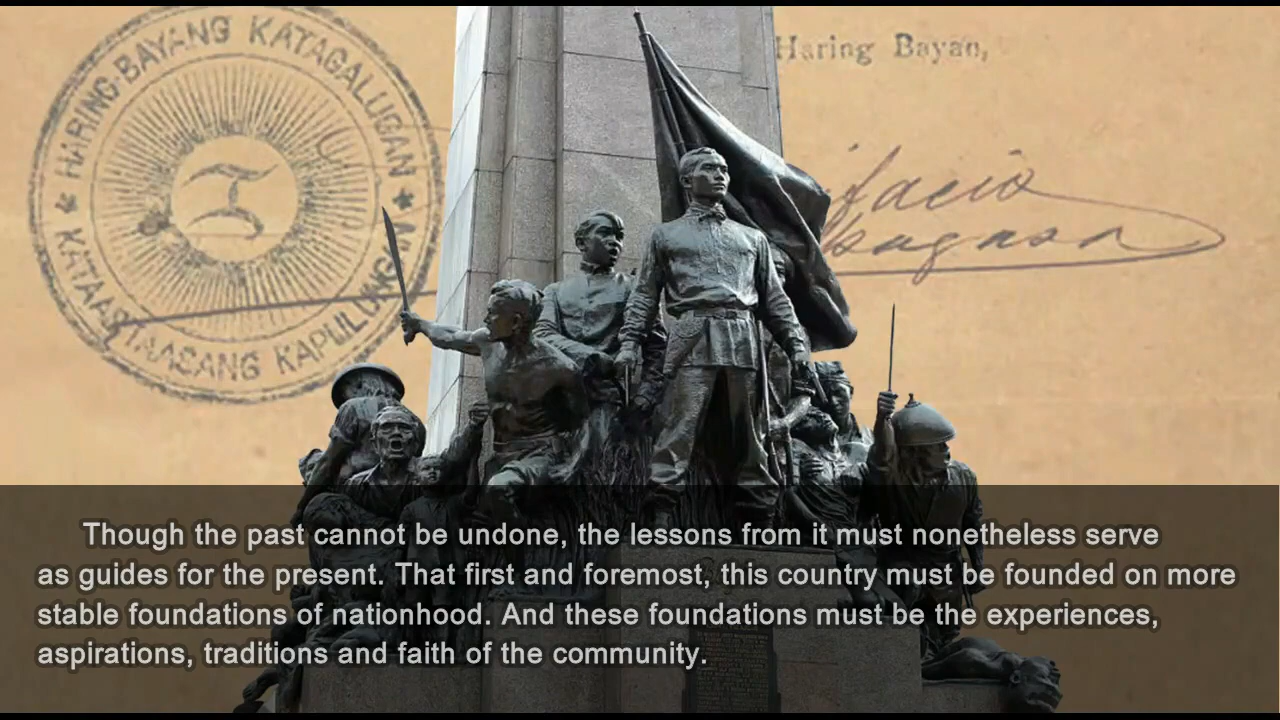 HARING-BAYANG KATAGALUGAN
KATAASTAASANG KAPULUNGAN
Haring Bayan,
Though the past cannot be undone, the lessons from it must nonetheless serve
as guides for the present. That first and foremost, this country must be founded on more
stable foundations of nationhood. And these foundations must be the experiences,
aspirations, traditions and faith of the community.